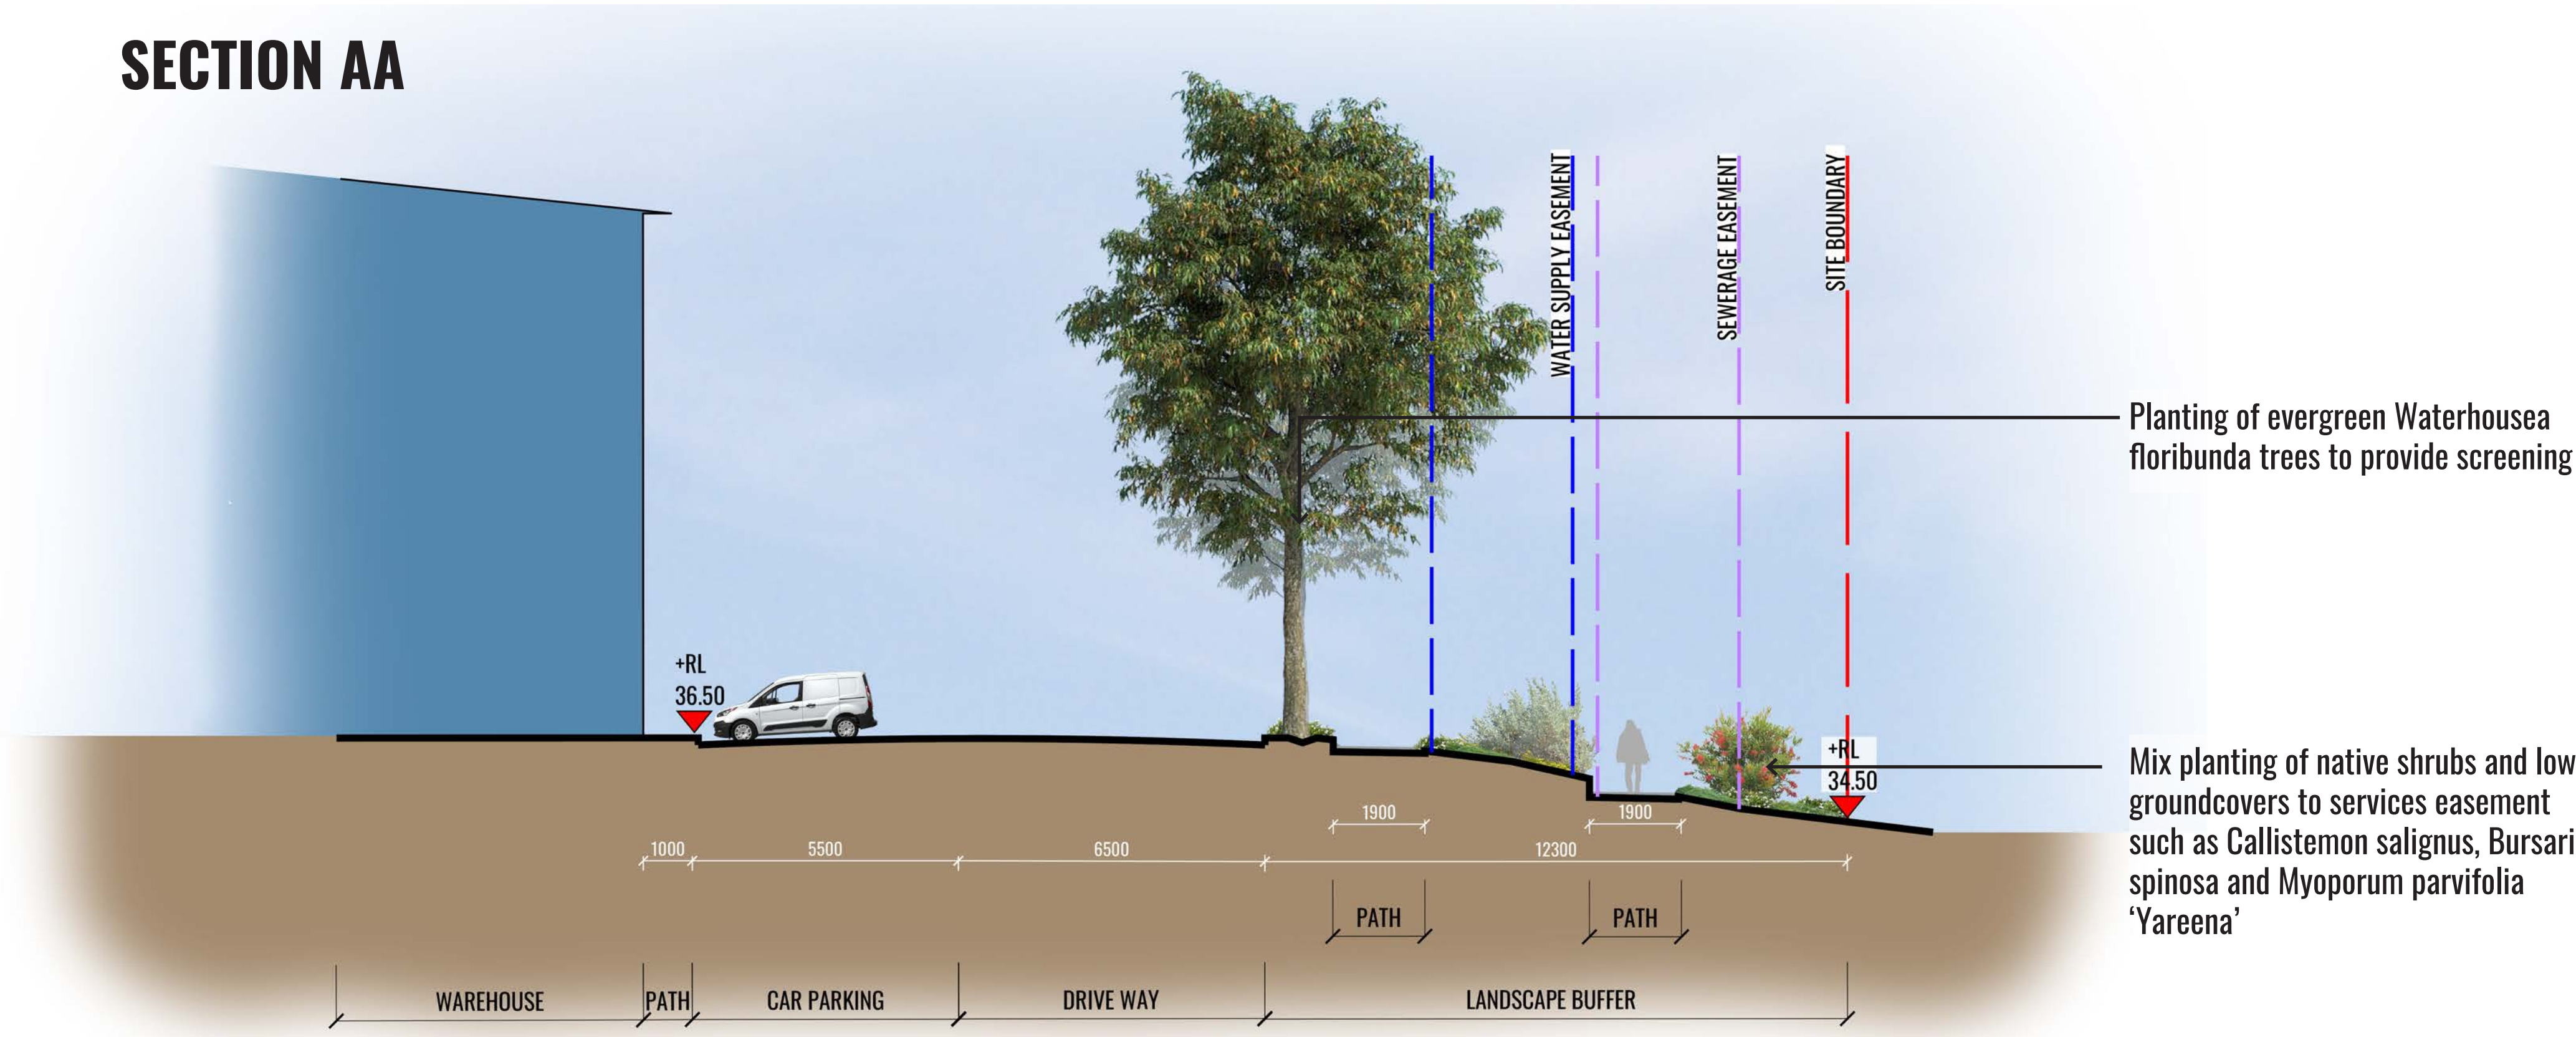 SECTION AA
WATER SUPPLY EASEMENT
SEWERAGE EASEMENT
SITE BOUNDARY
Planting of evergreen Waterhousea
floribunda trees to provide screening
+RL
36.50
+RL
34.50
Mix planting of native shrubs and low
groundcovers to services easement
such as Callistemon salignus, Bursari
spinosa and Myoporum parvifolia
‘Yareena’
1900
1900
1000
5500
6500
12300
PATH
PATH
WAREHOUSE
PATH
CAR PARKING
DRIVE WAY
LANDSCAPE BUFFER